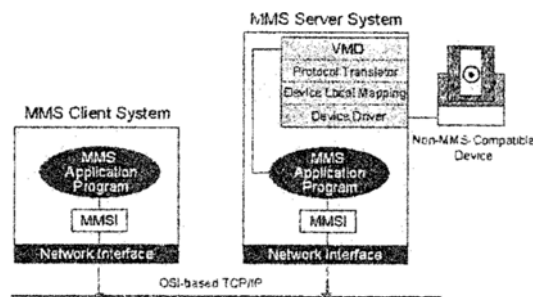 MMS Server System
VMD
Protocol Translator
Device Local Mapping
Device Driver
Non-MMS-Compatible
Device
MMS Client System
MMS
Application
Program
MMSI
Network Interface
MMS
Application
Program
MMSI
Network Interface
OSI-based TCP/IP